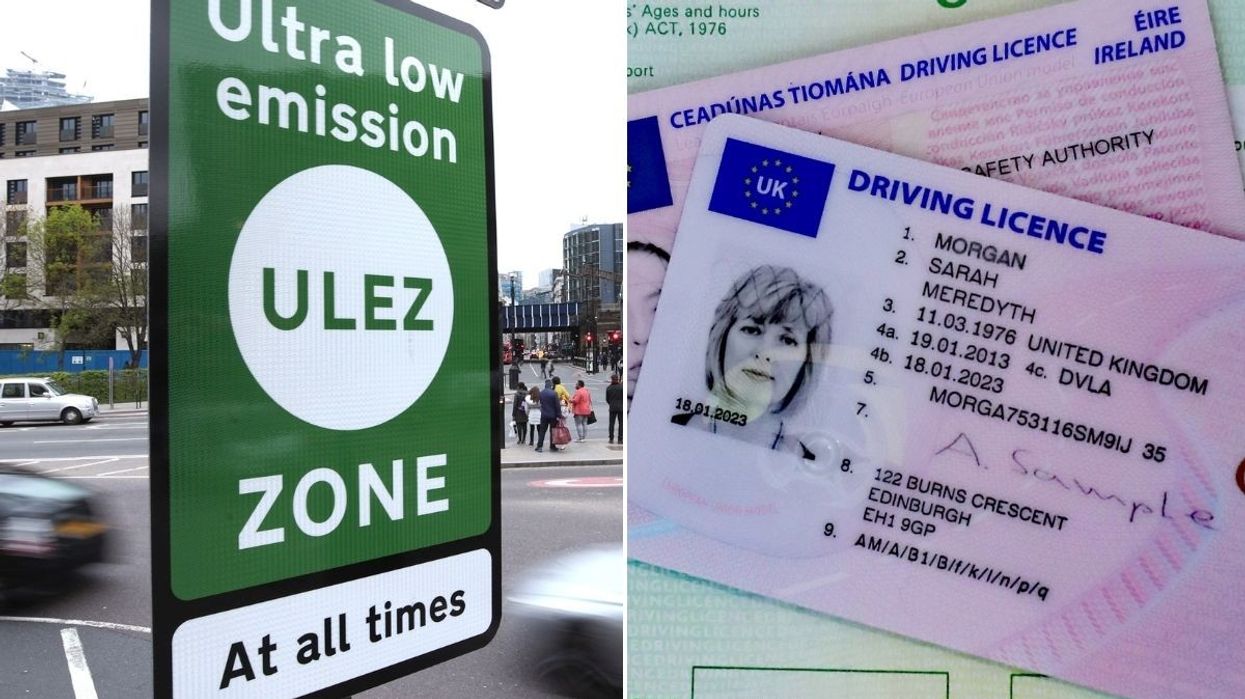 Ultra low
emission
ULEZ
ZONE
At all times
' Ages and hours
k) ACT, 1976
port
CEADÚNAS TIOMÁNA DRIVING LICENCE
ÉIRE
IRELAND
SAFETY AUTHORITY
UK
DRIVING LICENCE
1. MORGAN
2. SARAH
MEREDYTH
3. 11.03.1976 UNITED KINGDOM
4a. 19.01.2013 4c. DVLA
4b. 18.01.2023
5. MORGA753116SM9IJ 35
7. A. Sample
18.01.2023
8. 122 BURNS CRESCENT
EDINBURGH
EH1 9GP
9. AM/A/B1/B/f/k/l/n/p/q